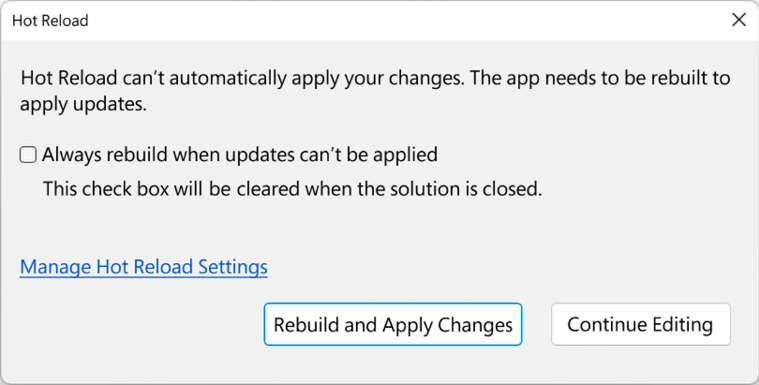 Hot Reload
Hot Reload can’t automatically apply your changes. The app needs to be rebuilt to
apply updates.
Always rebuild when updates can’t be applied
This check box will be cleared when the solution is closed.
Manage Hot Reload Settings
Rebuild and Apply Changes
Continue Editing